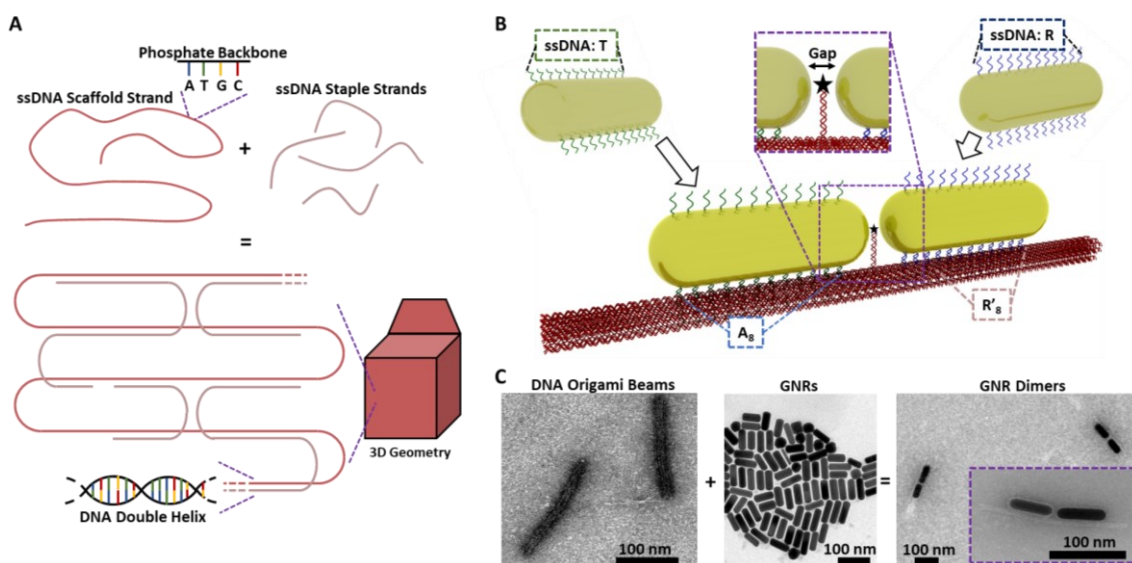 A
Phosphate Backbone
A T G C
ssDNA Scaffold Strand
ssDNA Staple Strands
+
=
3D Geometry
DNA Double Helix
B
ssDNA: T
Gap
ssDNA: R
A₈
R'₈
C
DNA Origami Beams
GNRs
GNR Dimers
+
=
100 nm
100 nm
100 nm
100 nm